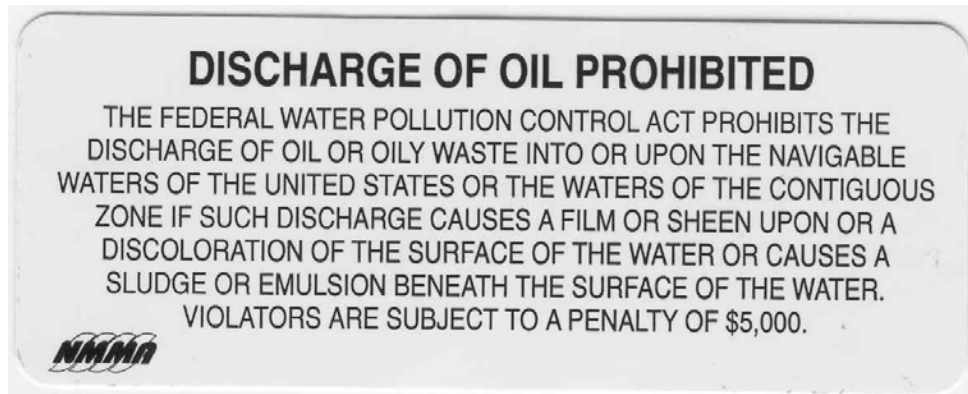 DISCHARGE OF OIL PROHIBITED
THE FEDERAL WATER POLLUTION CONTROL ACT PROHIBITS THE
DISCHARGE OF OIL OR OILY WASTE INTO OR UPON THE NAVIGABLE
WATERS OF THE UNITED STATES OR THE WATERS OF THE CONTIGUOUS
ZONE IF SUCH DISCHARGE CAUSES A FILM OR SHEEN UPON OR A
DISCOLORATION OF THE SURFACE OF THE WATER OR CAUSES A
SLUDGE OR EMULSION BENEATH THE SURFACE OF THE WATER.
VIOLATORS ARE SUBJECT TO A PENALTY OF $5,000.
NMMA